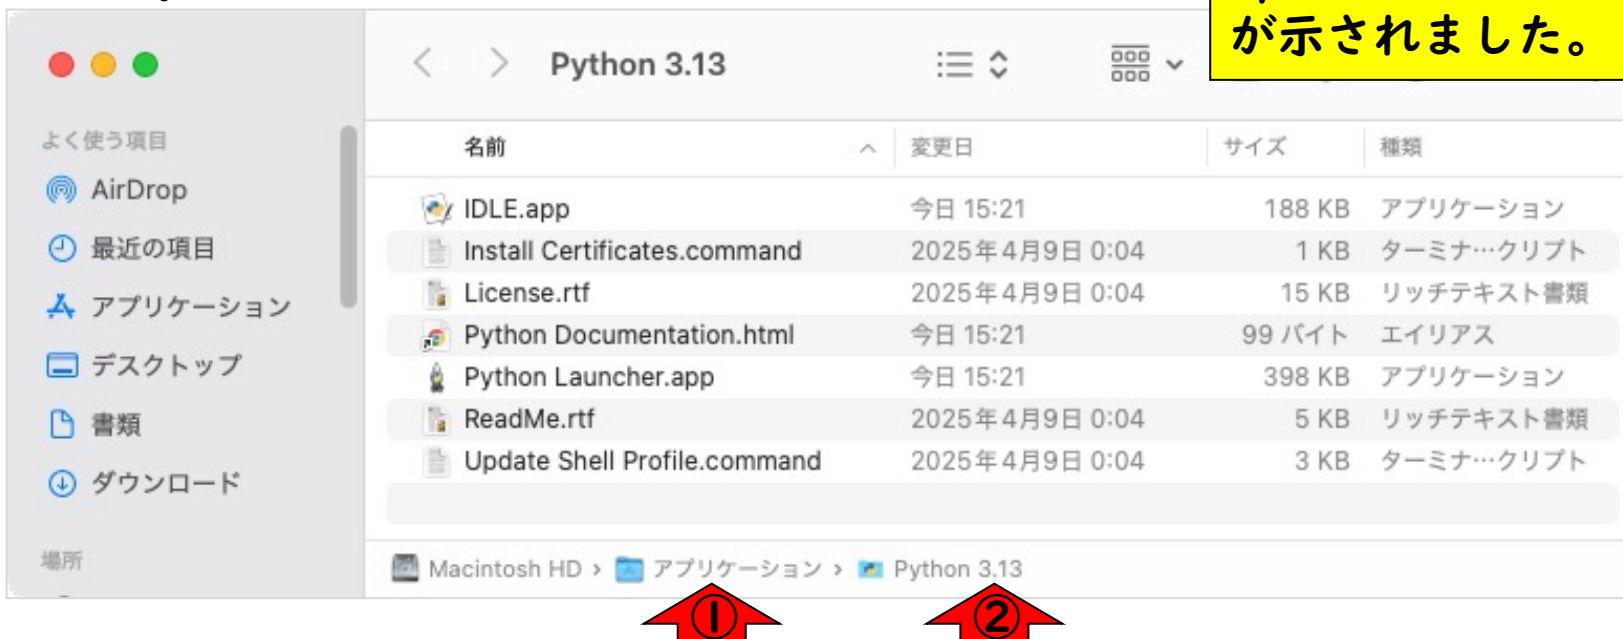 が示されました。
Python 3.13
よく使う項目
AirDrop
最近の項目
アプリケーション
デスクトップ
書類
ダウンロード
場所
名前 変更日 サイズ 種類
IDLE.app 今日 15:21 188 KB アプリケーション
Install Certificates.command 2025年4月9日 0:04 1 KB ターミナ…クリプト
License.rtf 2025年4月9日 0:04 15 KB リッチテキスト書類
Python Documentation.html 今日 15:21 99 バイト エイリアス
Python Launcher.app 今日 15:21 398 KB アプリケーション
ReadMe.rtf 2025年4月9日 0:04 5 KB リッチテキスト書類
Update Shell Profile.command 2025年4月9日 0:04 3 KB ターミナ…クリプト
Macintosh HD › アプリケーション › Python 3.13
① ②